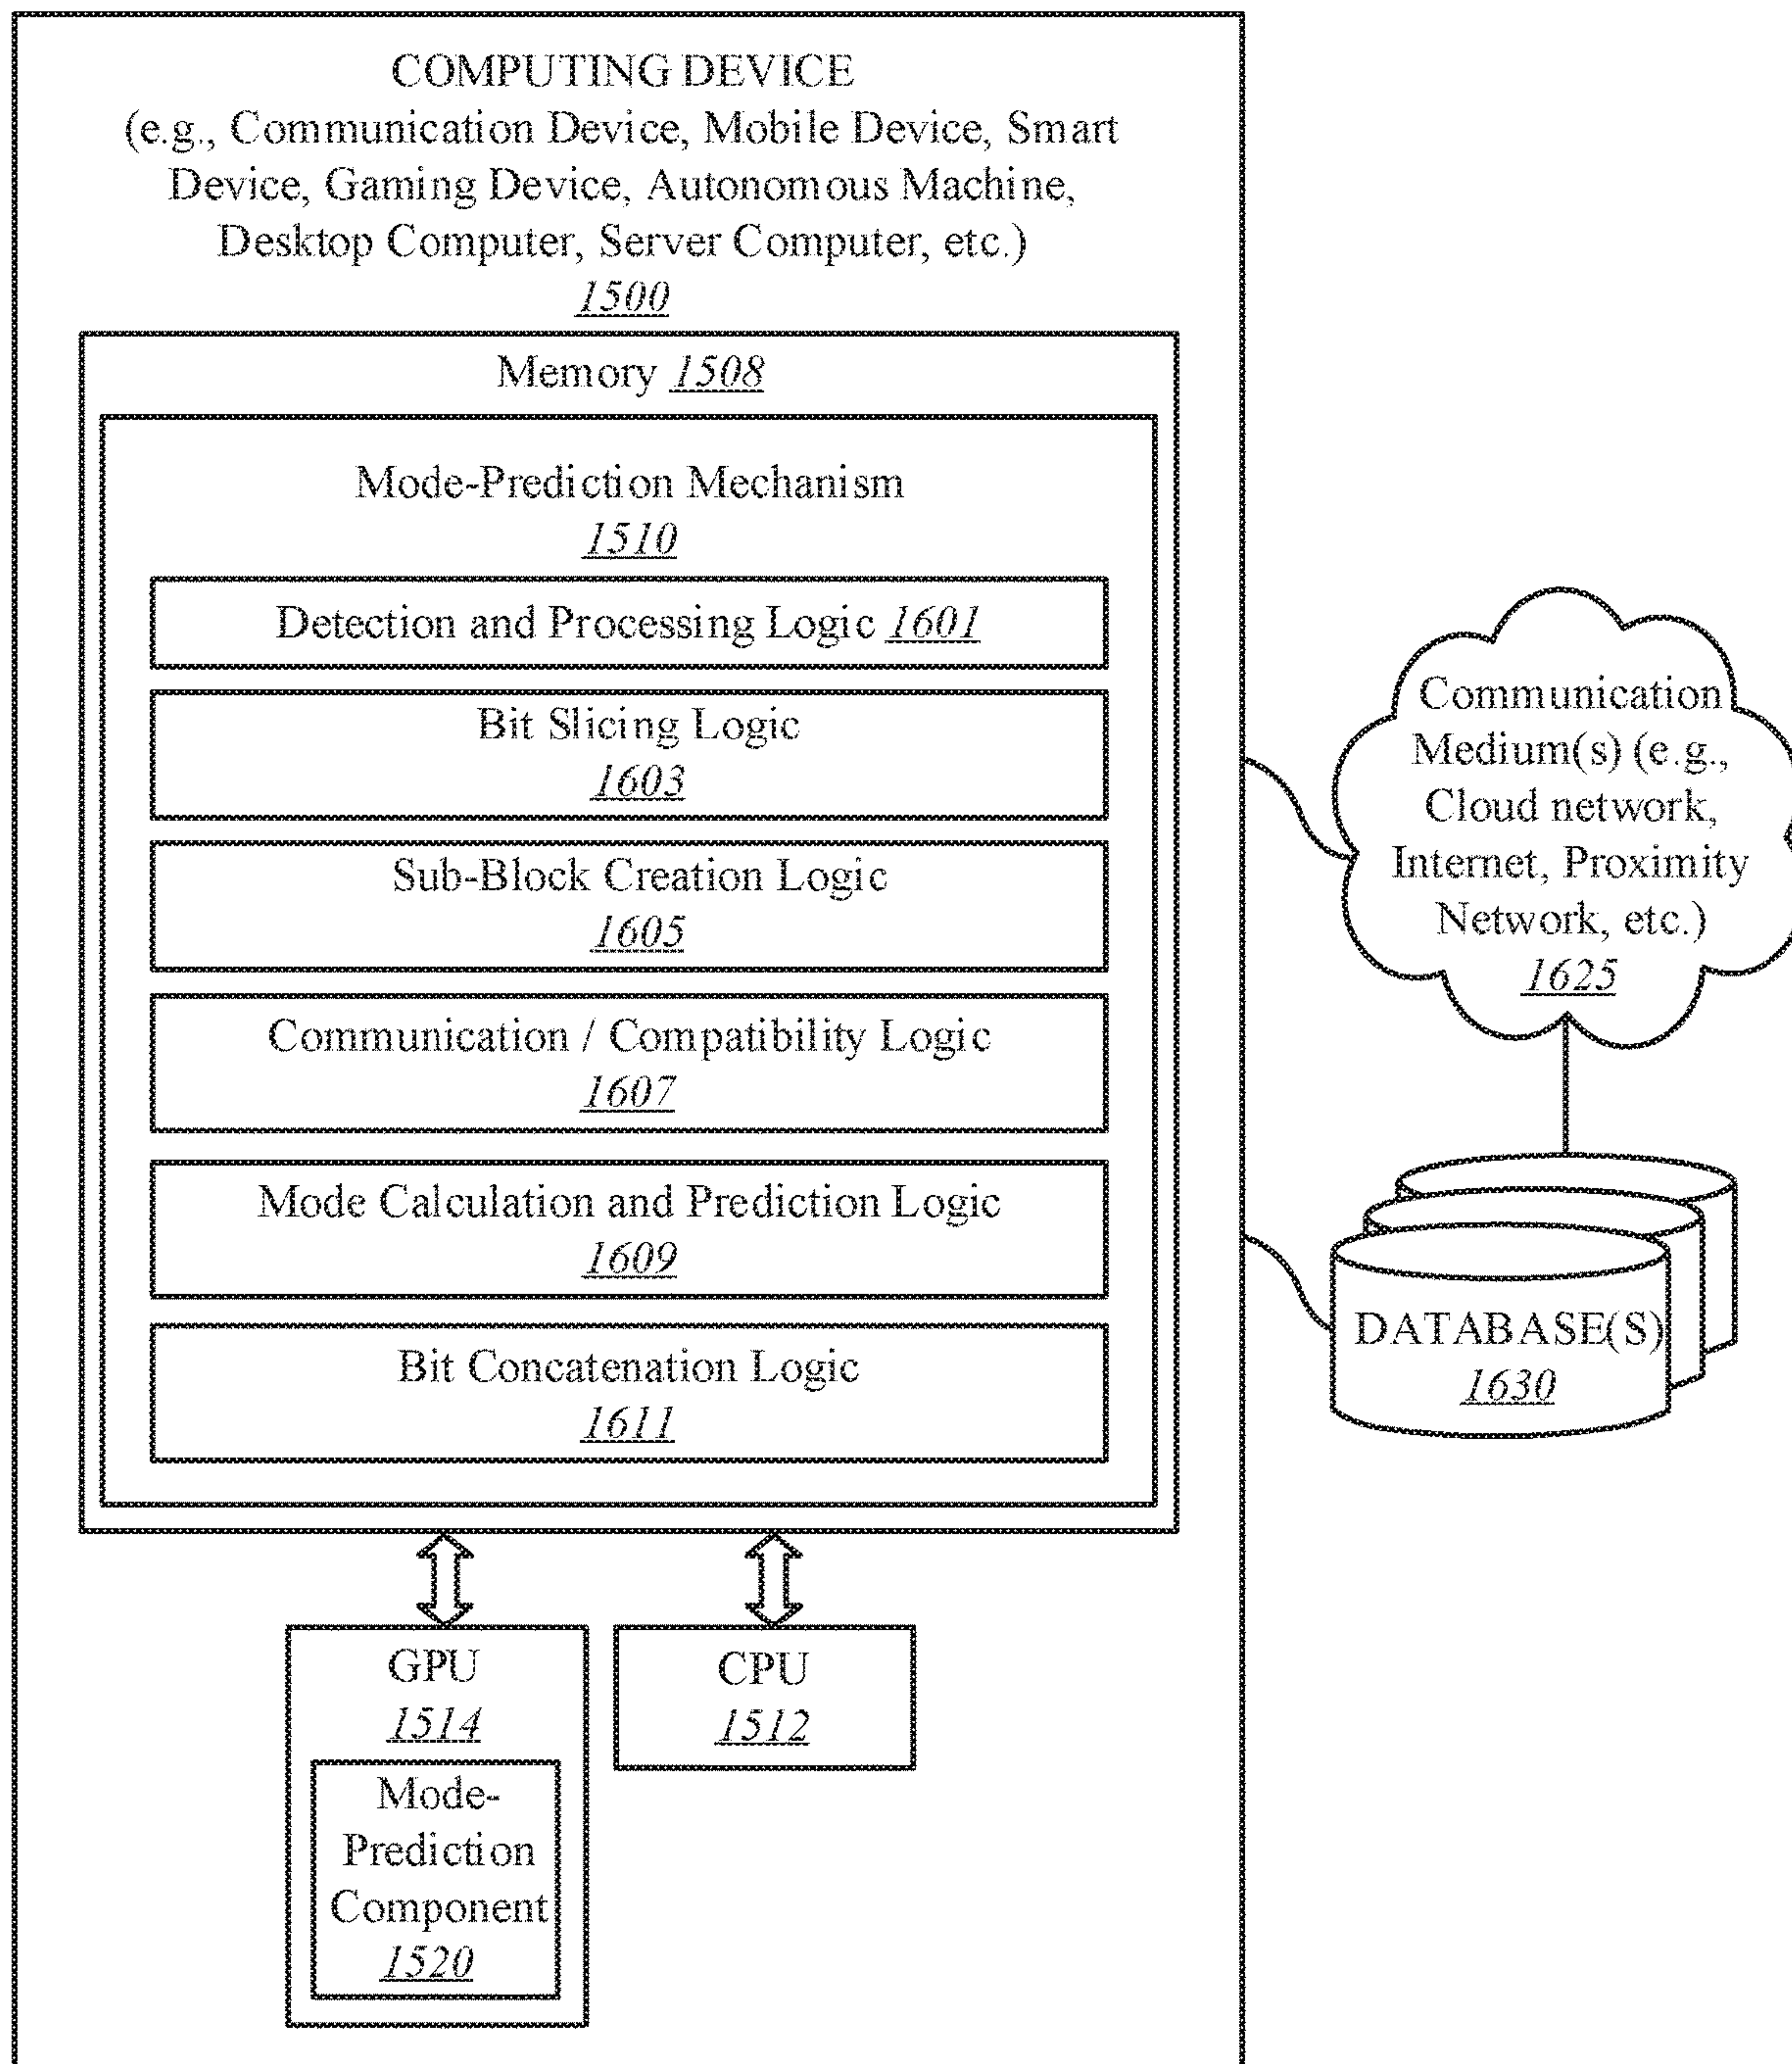 COMPUTING DEVICE
(e.g., Communication Device, Mobile Device, Smart
Device, Gaming Device, Autonomous Machine,
Desktop Computer, Server Computer, etc.)
1500
Memory 1508
Mode-Prediction Mechanism
1510
Detection and Processing Logic 1601
Bit Slicing Logic
1603
Sub-Block Creation Logic
1605
Communication / Compatibility Logic
1607
Mode Calculation and Prediction Logic
1609
Bit Concatenation Logic
1611
GPU
1514
Mode-
Prediction
Component
1520
CPU
1512
Communication
Medium(s) (e.g.,
Cloud network,
Internet, Proximity
Network, etc.)
1625
DATABASE(S)
1630